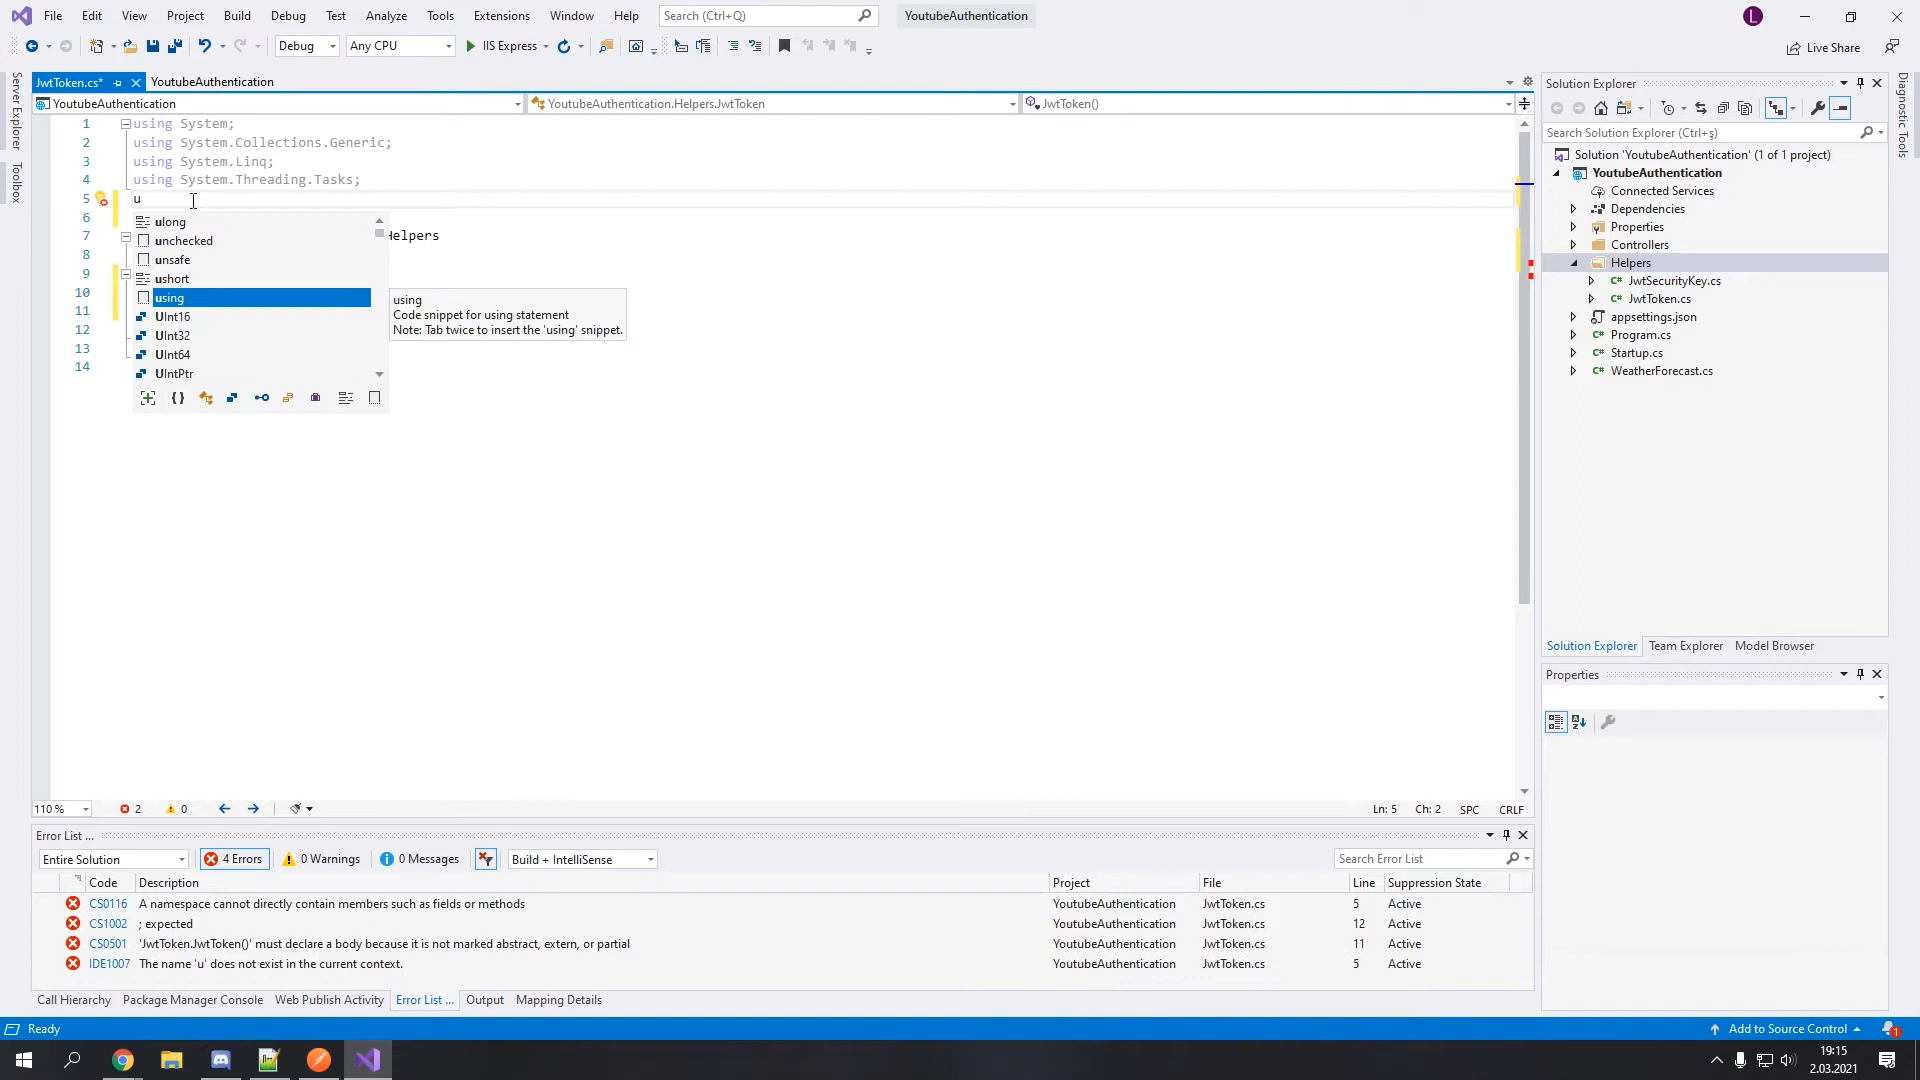 File Edit View Project Build Debug Test Analyze Tools Extensions Window Help Search (Ctrl+Q) YoutubeAuthentication L
Debug Any CPU IIS Express Live Share
Server Explorer
Toolbox
JwtToken.cs* YoutubeAuthentication
YoutubeAuthentication YoutubeAuthentication.Helpers.JwtToken JwtToken()
1 using System;
2 using System.Collections.Generic;
3 using System.Linq;
4 using System.Threading.Tasks;
5 u
6
7 Helpers
8
9
10
11
12
13
14
ulong
unchecked
unsafe
ushort
using
UInt16
UInt32
UInt64
UIntPtr
using
Code snippet for using statement
Note: Tab twice to insert the 'using' snippet.
110 % 2 0 Ln: 5 Ch: 2 SPC CRLF
Solution Explorer
Search Solution Explorer (Ctrl+ş)
Solution 'YoutubeAuthentication' (1 of 1 project)
YoutubeAuthentication
Connected Services
Dependencies
Properties
Controllers
Helpers
C# JwtSecurityKey.cs
C# JwtToken.cs
appsettings.json
C# Program.cs
C# Startup.cs
C# WeatherForecast.cs
Solution Explorer Team Explorer Model Browser
Properties
Diagnostic Tools
Error List ...
Entire Solution 4 Errors 0 Warnings 0 Messages Build + IntelliSense Search Error List
Code Description Project File Line Suppression State
CS0116 A namespace cannot directly contain members such as fields or methods YoutubeAuthentication JwtToken.cs 5 Active
CS1002 ; expected YoutubeAuthentication JwtToken.cs 12 Active
CS0501 'JwtToken.JwtToken()' must declare a body because it is not marked abstract, extern, or partial YoutubeAuthentication JwtToken.cs 11 Active
IDE1007 The name 'u' does not exist in the current context. YoutubeAuthentication JwtToken.cs 5 Active
Call Hierarchy Package Manager Console Web Publish Activity Error List ... Output Mapping Details
Ready Add to Source Control 1
19:15
2.03.2021